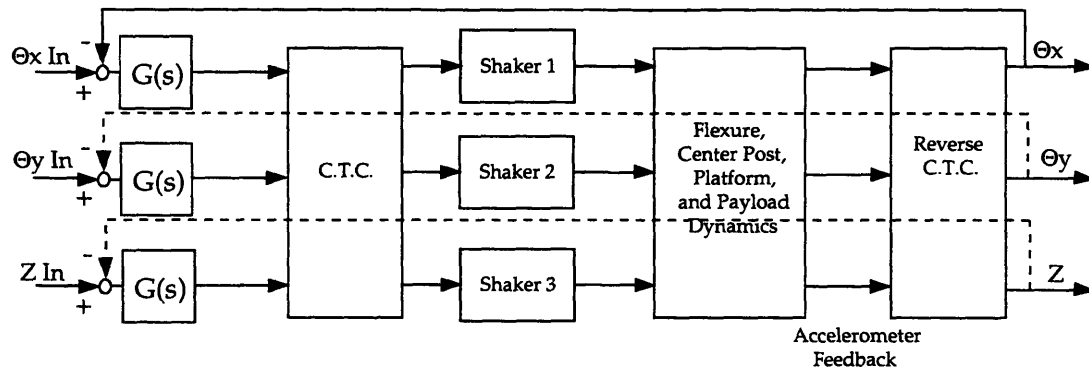 Θx In
-
+
G(s)
Shaker 1
Θx
Θy In
-
+
G(s)
C.T.C.
Shaker 2
Flexure,
Center Post,
Platform,
and Payload
Dynamics
Reverse
C.T.C.
Θy
Z In
-
+
G(s)
Shaker 3
Z
Accelerometer
Feedback